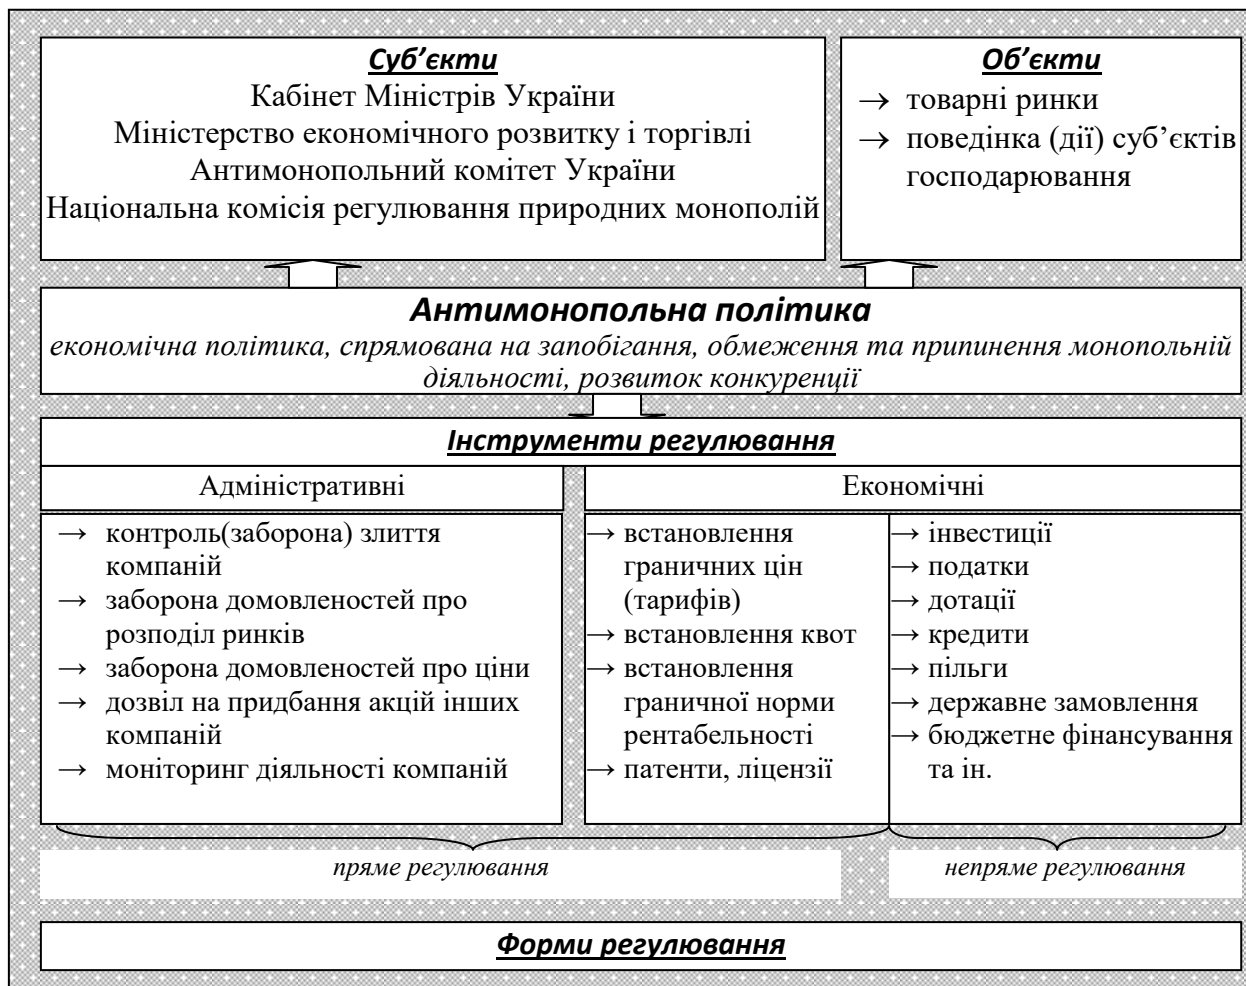 Суб’єкти
Кабінет Міністрів України
Міністерство економічного розвитку і торгівлі
Антимонопольний комітет України
Національна комісія регулювання природних монополій
Об’єкти
→ товарні ринки
→ поведінка (дії) суб’єктів
господарювання
Антимонопольна політика
економічна політика, спрямована на запобігання, обмеження та припинення монопольній
діяльності, розвиток конкуренції
Інструменти регулювання
Адміністративні
→ контроль(заборона) злиття
компаній
→ заборона домовленостей про
розподіл ринків
→ заборона домовленостей про ціни
→ дозвіл на придбання акцій інших
компаній
→ моніторинг діяльності компаній
Економічні
→ встановлення
граничних цін
(тарифів)
→ встановлення квот
→ встановлення
граничної норми
рентабельності
→ патенти, ліцензії
→ інвестиції
→ податки
→ дотації
→ кредити
→ пільги
→ державне замовлення
→ бюджетне фінансування
та ін.
пряме регулювання
непряме регулювання
Форми регулювання